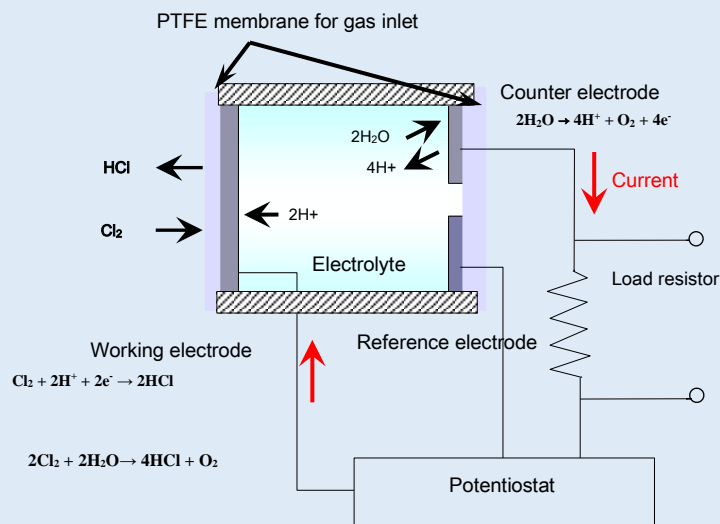 PTFE membrane for gas inlet
Counter electrode
2H₂O → 4H⁺ + O₂ + 4e⁻
2H₂O
4H+
HCl
Current
Cl₂
2H+
Electrolyte
Load resistor
Working electrode
Reference electrode
Cl₂ + 2H⁺ + 2e⁻ → 2HCl
2Cl₂ + 2H₂O → 4HCl + O₂
Potentiostat